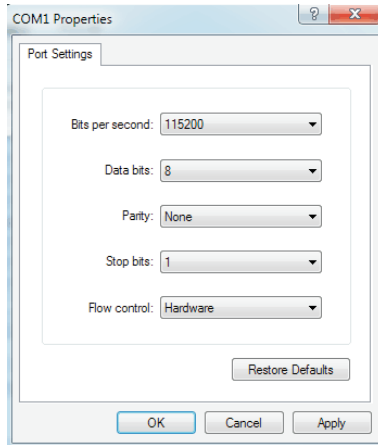 COM1 Properties
Port Settings
Bits per second: 115200
Data bits: 8
Parity: None
Stop bits: 1
Flow control: Hardware
Restore Defaults
OK Cancel Apply